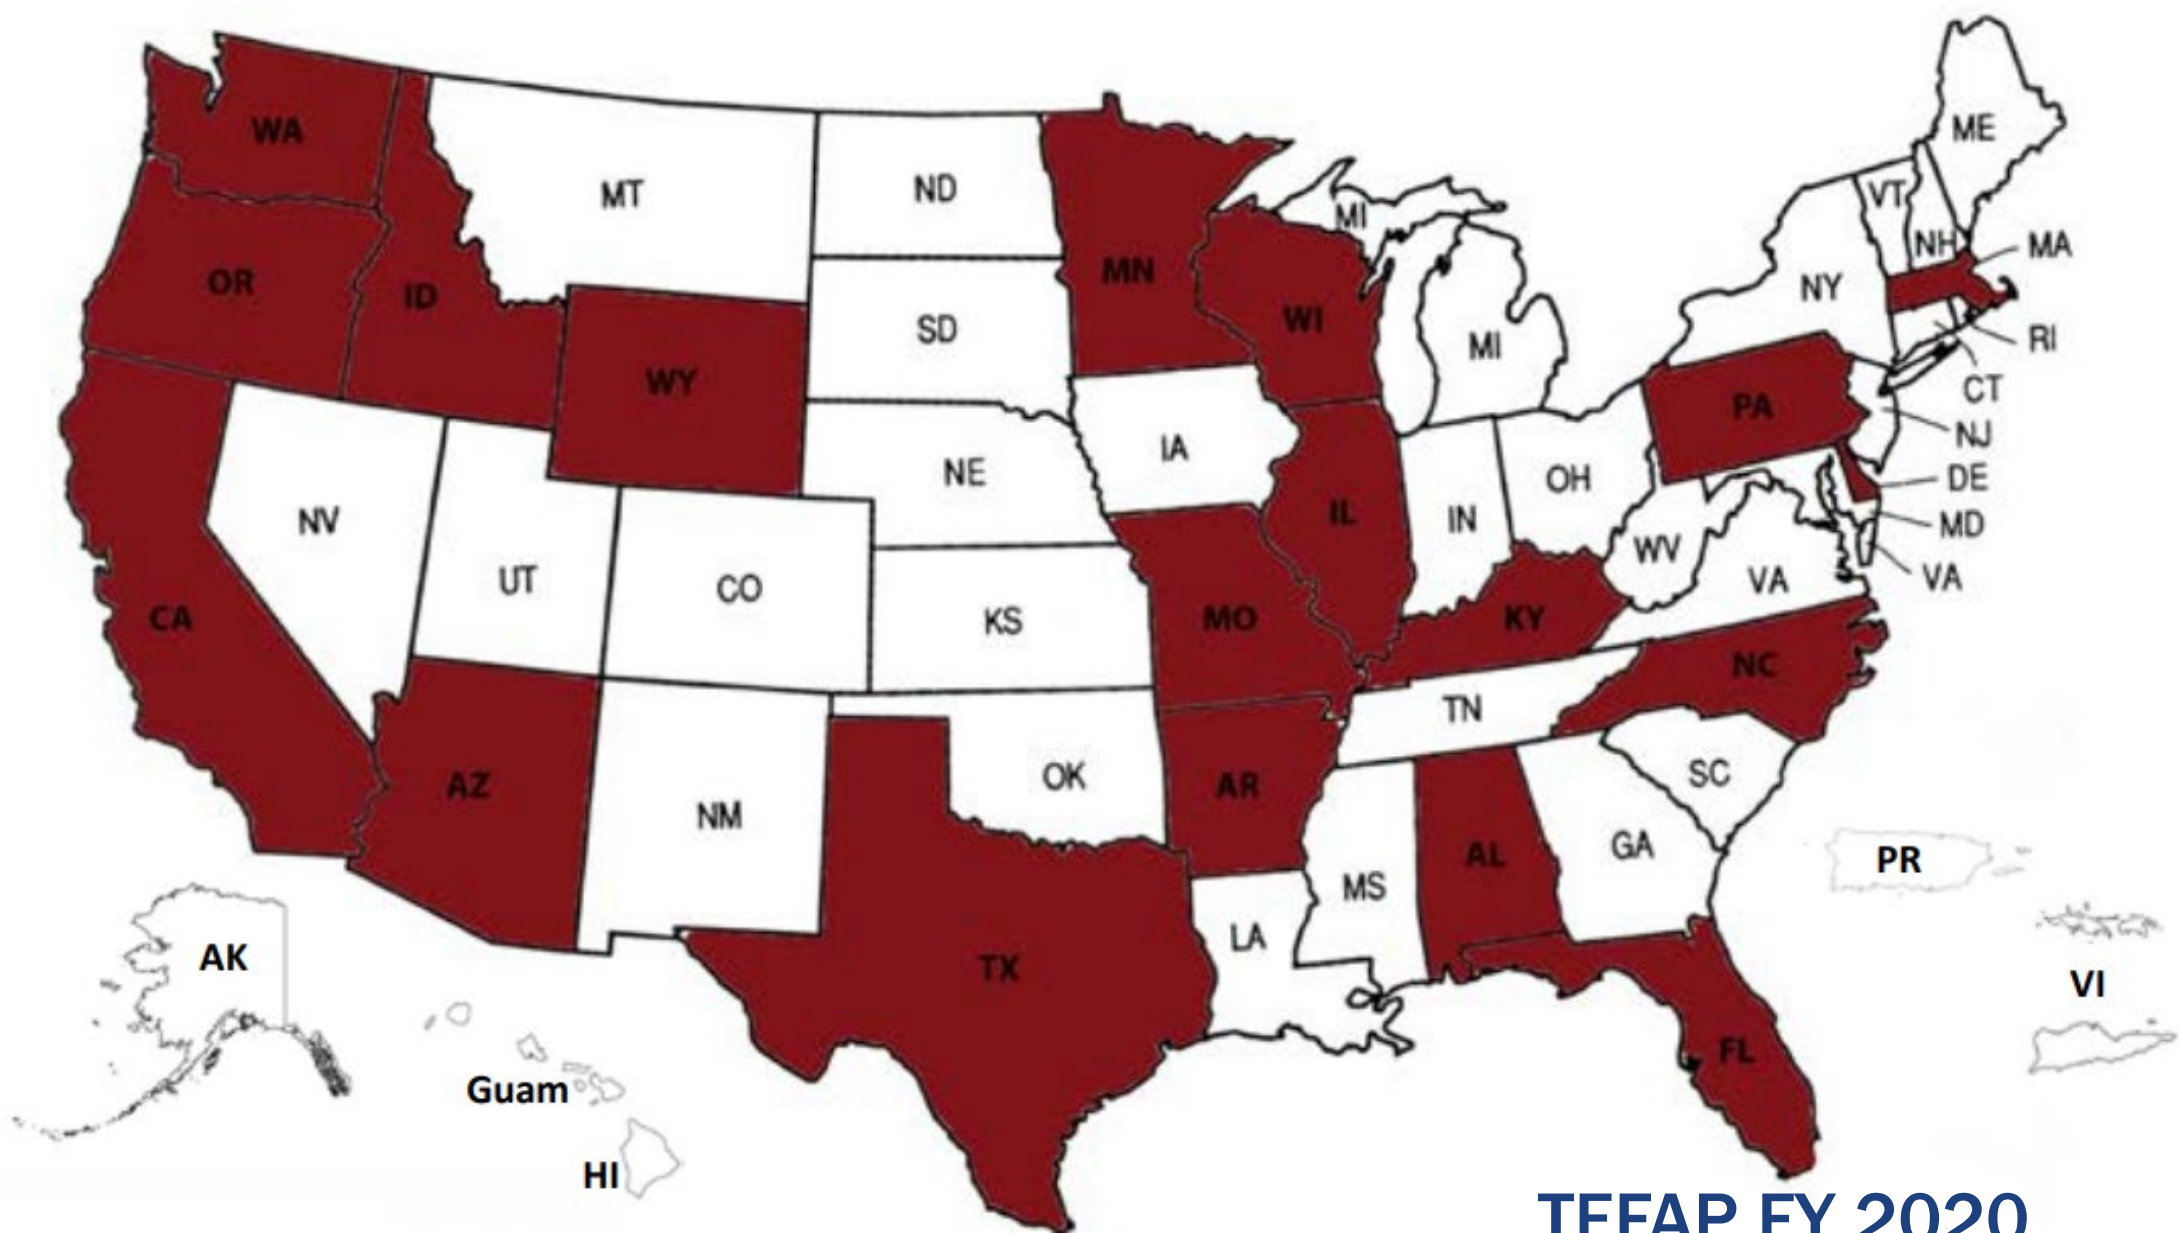 ME
WA
MT
ND
VT
NH
MA
MI
OR
ID
MN
NY
SD
WI
MI
RI
WY
CT
PA
NJ
IA
NE
OH
DE
NV
IN
IL
MD
WV
UT
CO
VA
VA
CA
KS
MO
KY
NC
TN
AZ
OK
SC
NM
AR
GA
AL
PR
MS
LA
AK
TX
VI
FL
Guam
HI
TEFAP FY 2020